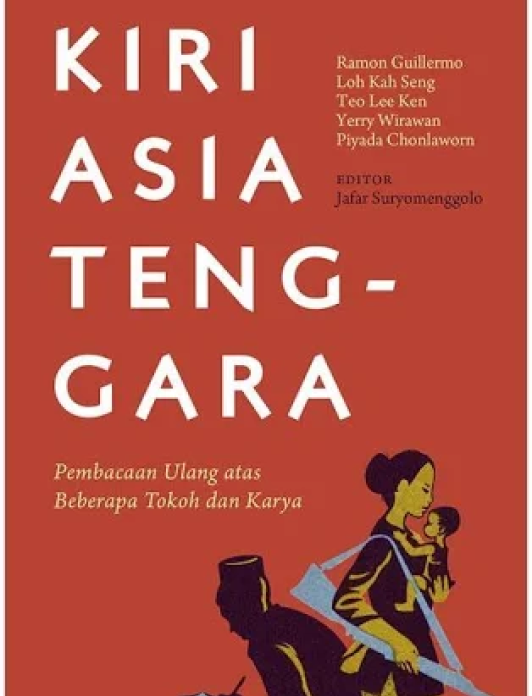 KIRI
ASIA
TENG-
GARA
Ramon Guillermo
Loh Kah Seng
Teo Lee Ken
Yerry Wirawan
Piyada Chonlaworn
EDITOR
Jafar Suryomenggolo
Pembacaan Ulang atas
Beberapa Tokoh dan Karya